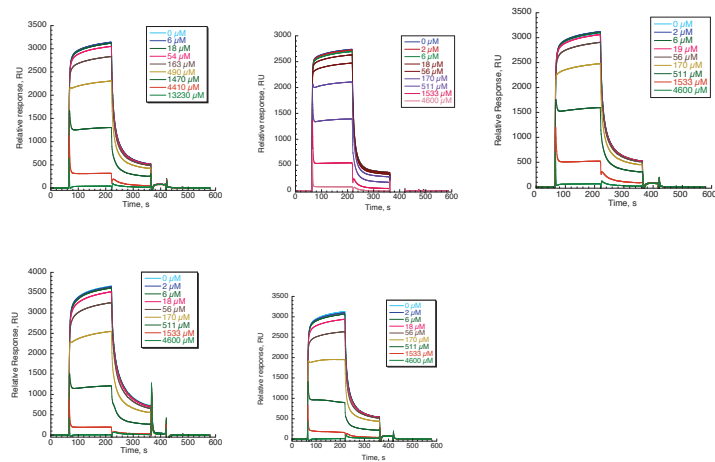 Relative response, RU
3500
3000
2500
2000
1500
1000
500
0
0 µM
6 µM
18 µM
54 µM
163 µM
490 µM
1470 µM
4410 µM
13230 µM
0 100 200 300 400 500 600
Time, s
Relative response, RU
3000
2500
2000
1500
1000
500
0
0 µM
2 µM
6 µM
18 µM
56 µM
170 µM
511 µM
1533 µM
4600 µM
0 100 200 300 400 500 600
Time, s
Relative Response, RU
3500
3000
2500
2000
1500
1000
500
0
0 µM
2 µM
6 µM
19 µM
56 µM
170 µM
511 µM
1533 µM
4600 µM
0 100 200 300 400 500 600
Time, s
Relative Response, RU
4000
3500
3000
2500
2000
1500
1000
500
0
0 µM
2 µM
6 µM
18 µM
56 µM
170 µM
511 µM
1533 µM
4600 µM
0 100 200 300 400 500 600
Time, s
Relative response, RU
3500
3000
2500
2000
1500
1000
500
0
0 µM
2 µM
6 µM
18 µM
56 µM
170 µM
511 µM
1533 µM
4600 µM
0 100 200 300 400 500 600
Time, s